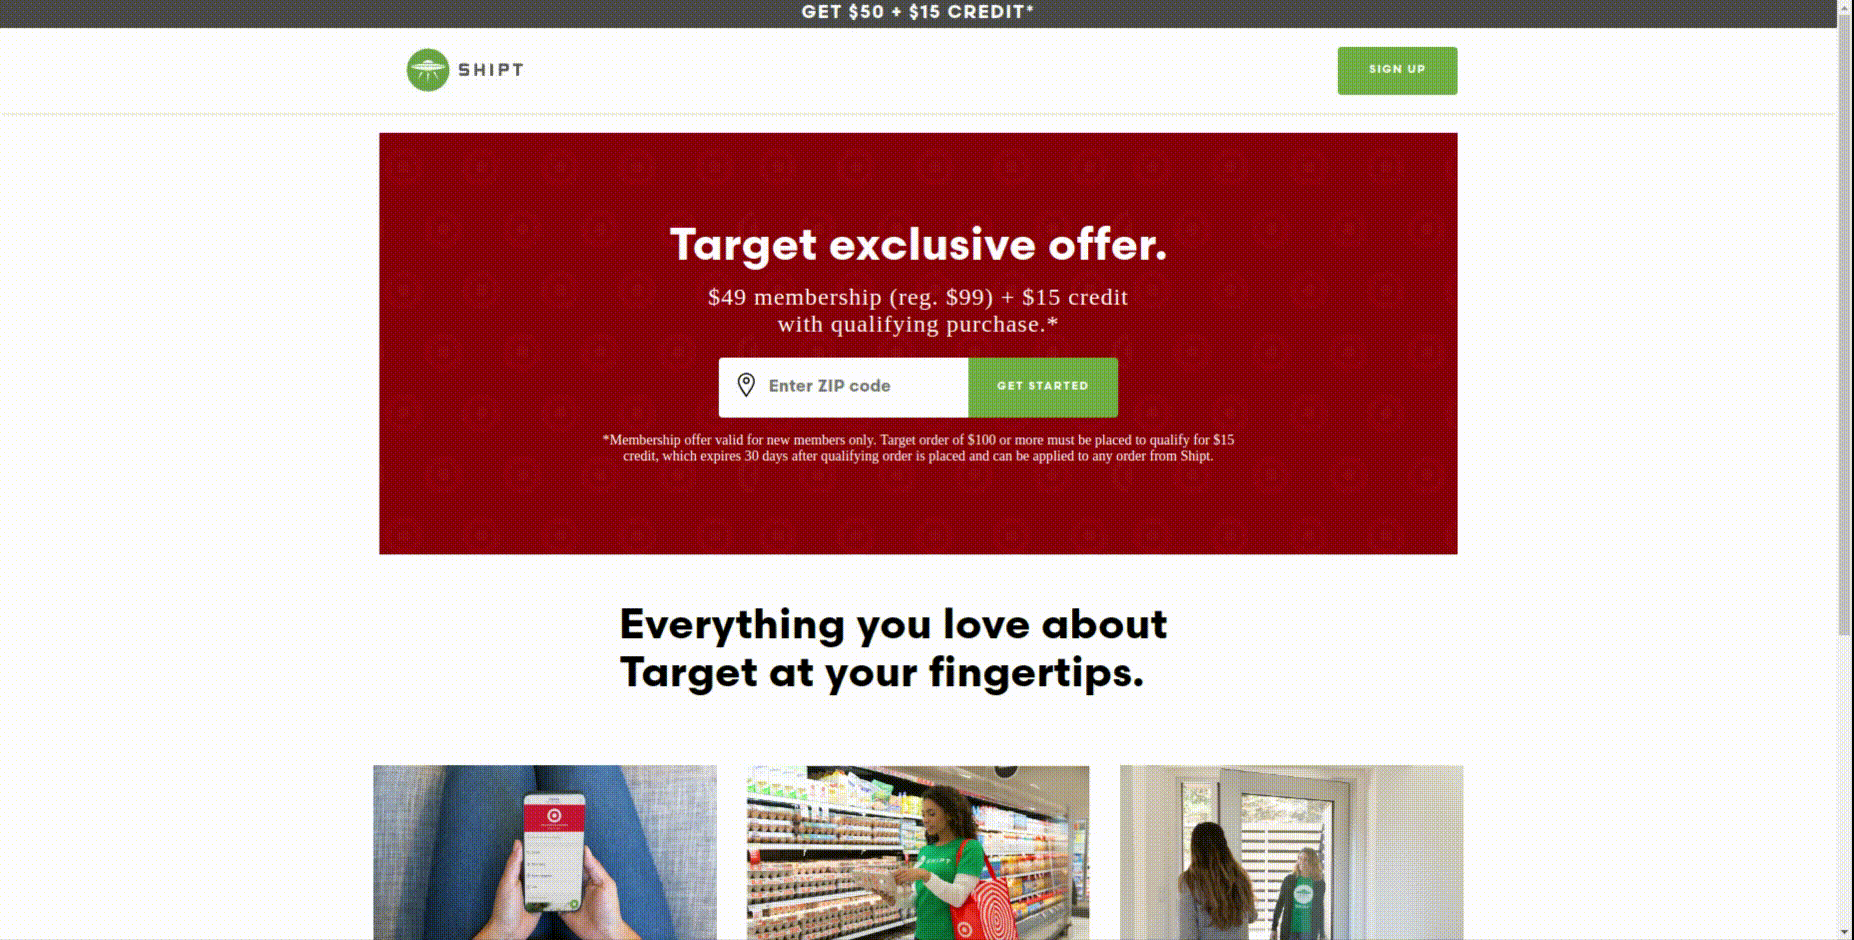 GET $50 + $15 CREDIT*
SHIPT
SIGN UP
Target exclusive offer.
$49 membership (reg. $99) + $15 credit
with qualifying purchase.*
Enter ZIP code
GET STARTED
*Membership offer valid for new members only. Target order of $100 or more must be placed to qualify for $15
credit, which expires 30 days after qualifying order is placed and can be applied to any order from Shipt.
Everything you love about
Target at your fingertips.
SHIPT